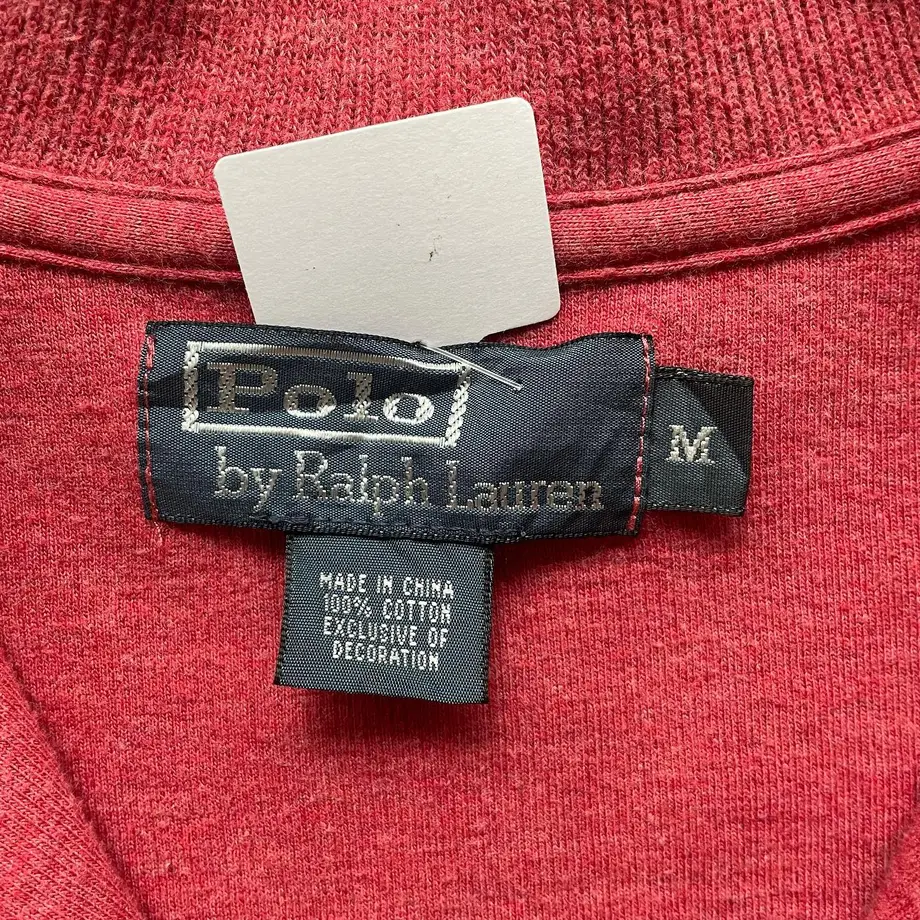 Polo
by Ralph Lauren
M
MADE IN CHINA
100% COTTON
EXCLUSIVE OF
DECORATION